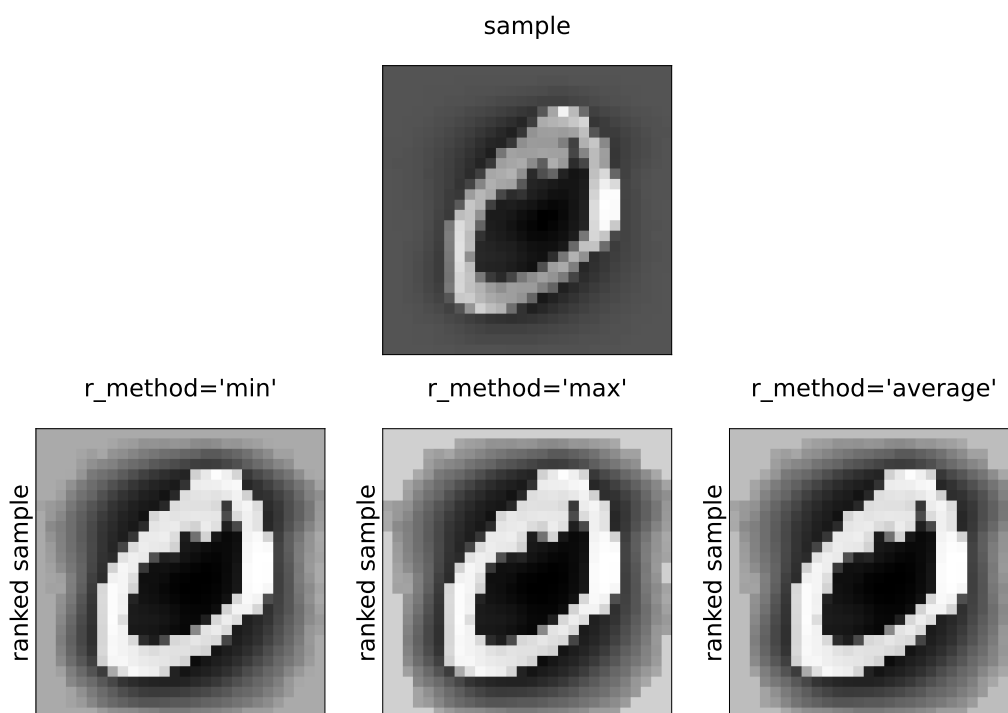 sample
r_method='min'
r_method='max'
r_method='average'
ranked sample
ranked sample
ranked sample